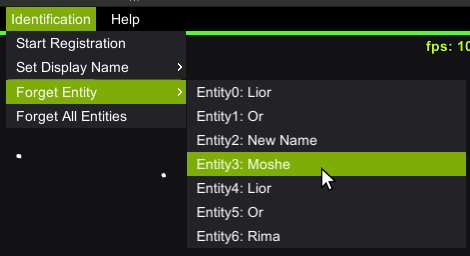 Identification Help
Start Registration
fps: 10
Set Display Name
Forget Entity
Forget All Entities
Entity0: Lior
Entity1: Or
Entity2: New Name
Entity3: Moshe
Entity4: Lior
Entity5: Or
Entity6: Rima